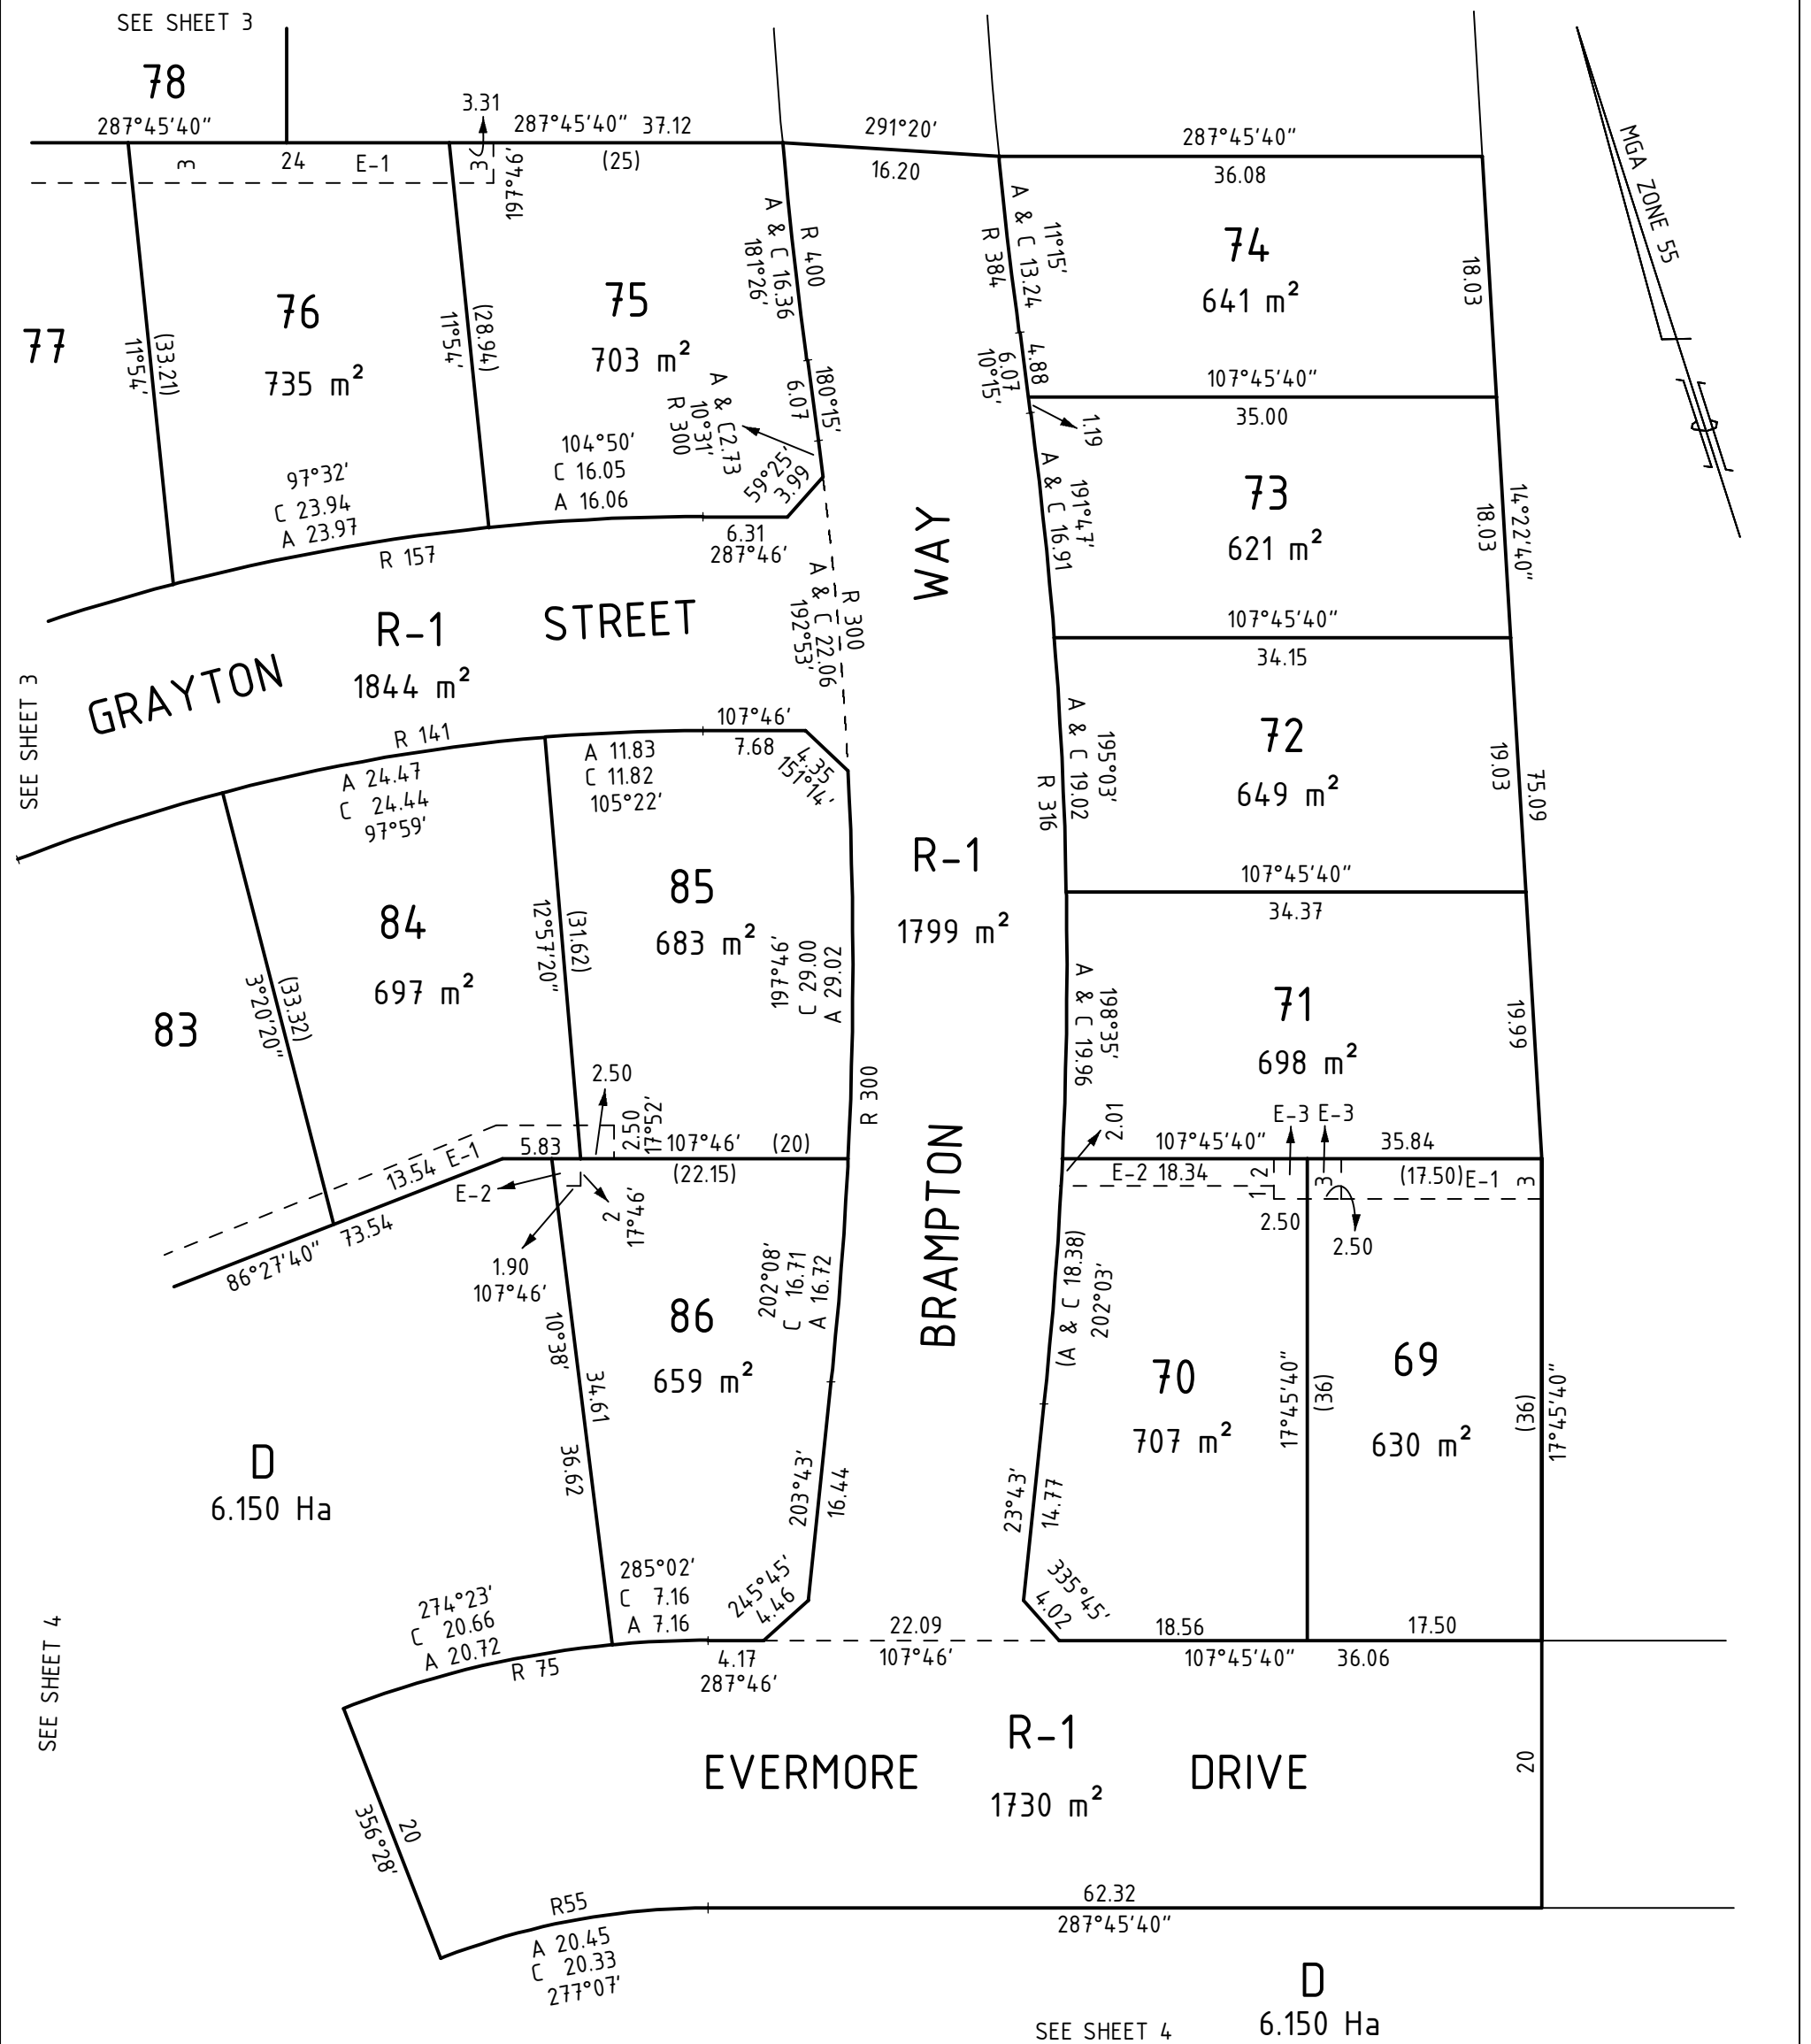 SEE SHEET 3
78
287°45'40"
3.31
287°45'40" 37.12
291°20'
287°45'40"
MGA ZONE 55
3
24
E-1
3
197°46'
(25)
16.20
36.08
77
11°54'
(33.21)
76
735 m²
11°54'
(28.94)
75
703 m²
A & C 16.36
181°26'
R 400
R 384
A & C 13.24
11°15'
74
641 m²
18.03
6.07
180°15'
A & C2.73
10°31'
R 300
59°25'
3.99
4.88
6.07
10°15'
107°45'40"
35.00
1.19
97°32'
C 23.94
A 23.97
104°50'
C 16.05
A 16.06
R 157
6.31
287°46'
WAY
A & C 16.91
191°47'
73
621 m²
18.03
14°22'40"
GRAYTON STREET
R-1
1844 m²
A & C 22.06
192°53'
R 300
107°45'40"
34.15
SEE SHEET 3
R 141
107°46'
7.68
4.35
151°14'
A 24.47
C 24.44
97°59'
A 11.83
C 11.82
105°22'
R 316
A & C 19.02
195°03'
72
649 m²
19.03
75.09
R-1
1799 m²
107°45'40"
34.37
83
3°20'20"
(33.32)
84
697 m²
12°57'20"
(31.62)
85
683 m²
197°46'
C 29.00
A 29.02
R 300
A & C 19.96
198°35'
71
698 m²
19.99
2.50
2.50
17°52'
5.83
107°46'
(20)
(22.15)
13.54 E-1
73.54
86°27'40"
E-2
2
17°46'
1.90
107°46'
2.01
107°45'40"
E-3
E-3
35.84
E-2 18.34
1
2
3
(17.50)
E-1
3
2.50
2.50
BRAMPTON
10°38'
34.61
36.62
86
659 m²
202°08'
C 16.71
A 16.72
203°43'
16.44
(A & C 18.38)
202°03'
70
707 m²
17°45'40"
(36)
69
630 m²
(36)
17°45'40"
D
6.150 Ha
23°43'
14.77
335°45'
4.02
285°02'
C 7.16
A 7.16
245°45'
4.46
274°23'
C 20.66
A 20.72
R 75
22.09
107°46'
18.56
17.50
4.17
287°46'
107°45'40"
36.06
SEE SHEET 4
R-1
EVERMORE DRIVE
1730 m²
20
20
356°28'
R55
A 20.45
C 20.33
277°07'
62.32
287°45'40"
D
6.150 Ha
SEE SHEET 4